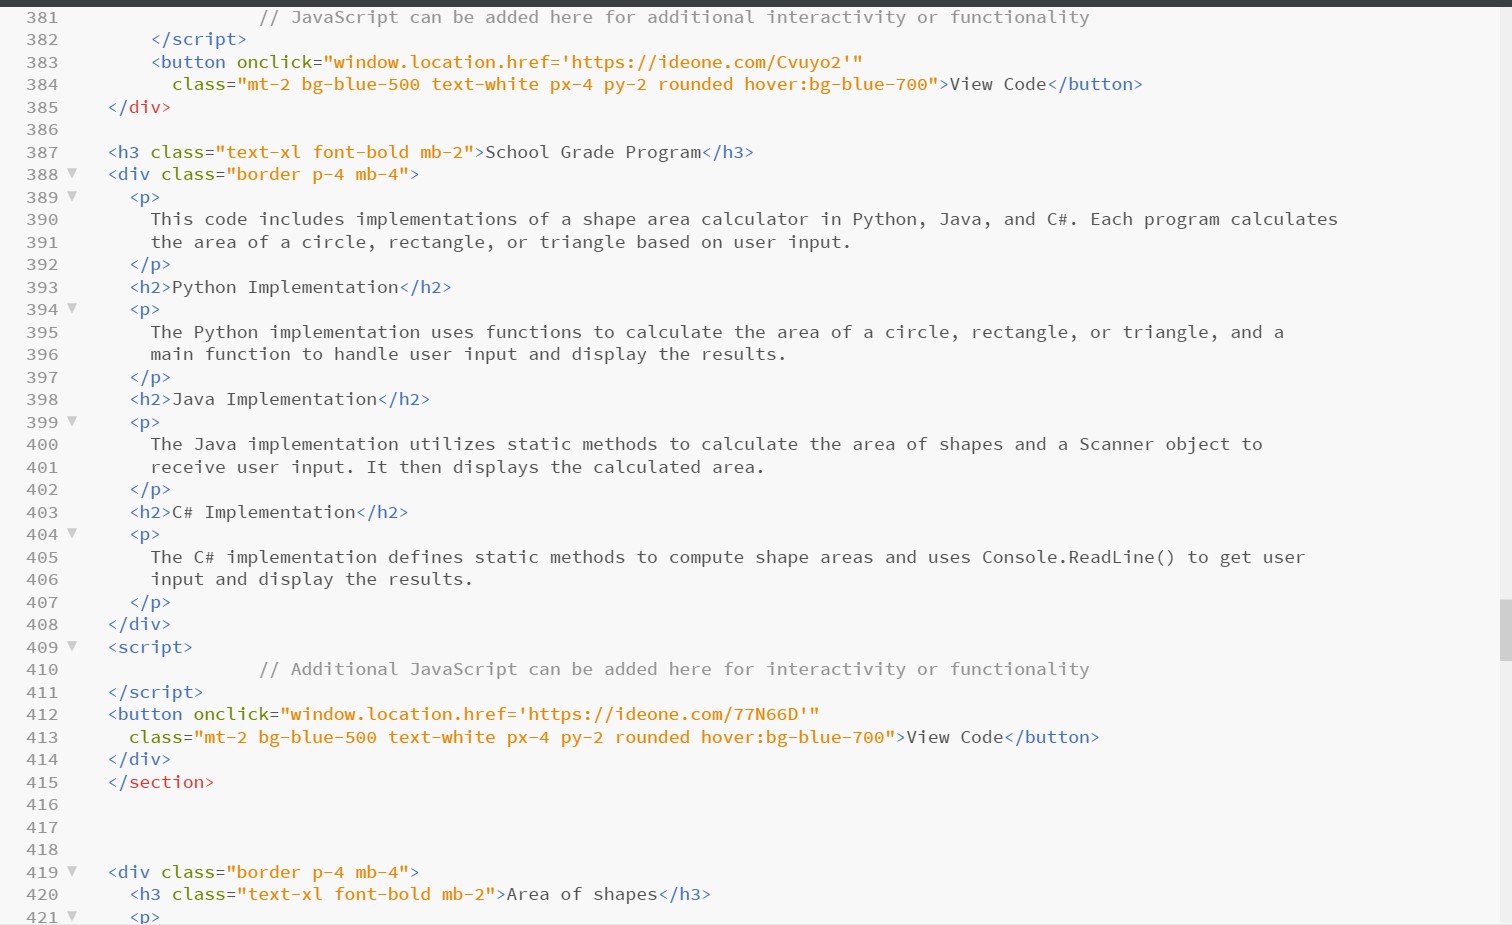 381 // JavaScript can be added here for additional interactivity or functionality
382 </script>
383 <button onclick="window.location.href='https://ideone.com/Cvuyo2'"
384 class="mt-2 bg-blue-500 text-white px-4 py-2 rounded hover:bg-blue-700">View Code</button>
385 </div>
386
387 <h3 class="text-xl font-bold mb-2">School Grade Program</h3>
388 <div class="border p-4 mb-4">
389 <p>
390 This code includes implementations of a shape area calculator in Python, Java, and C#. Each program calculates
391 the area of a circle, rectangle, or triangle based on user input.
392 </p>
393 <h2>Python Implementation</h2>
394 <p>
395 The Python implementation uses functions to calculate the area of a circle, rectangle, or triangle, and a
396 main function to handle user input and display the results.
397 </p>
398 <h2>Java Implementation</h2>
399 <p>
400 The Java implementation utilizes static methods to calculate the area of shapes and a Scanner object to
401 receive user input. It then displays the calculated area.
402 </p>
403 <h2>C# Implementation</h2>
404 <p>
405 The C# implementation defines static methods to compute shape areas and uses Console.ReadLine() to get user
406 input and display the results.
407 </p>
408 </div>
409 <script>
410 // Additional JavaScript can be added here for interactivity or functionality
411 </script>
412 <button onclick="window.location.href='https://ideone.com/77N66D'"
413 class="mt-2 bg-blue-500 text-white px-4 py-2 rounded hover:bg-blue-700">View Code</button>
414 </div>
415 </section>
416
417
418
419 <div class="border p-4 mb-4">
420 <h3 class="text-xl font-bold mb-2">Area of shapes</h3>
421 <p>